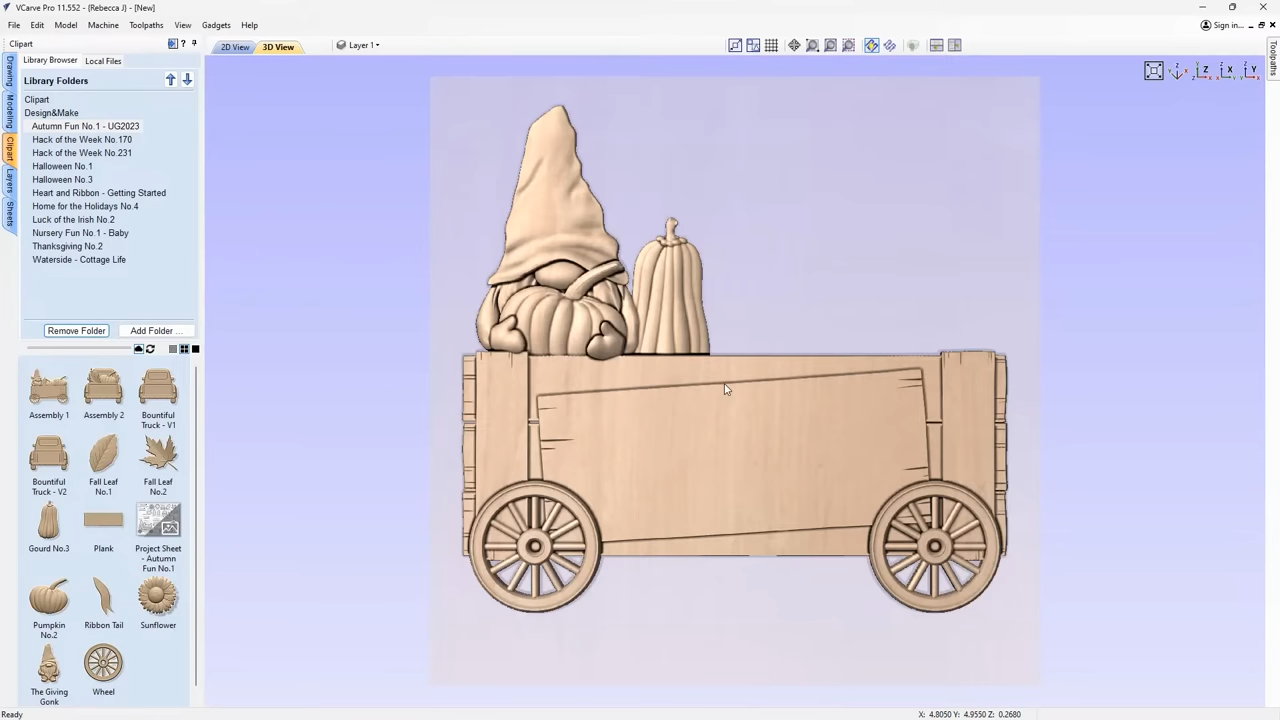 VCarve Pro 11.552 - {Rebecca J} - [New]
File Edit Model Machine Toolpaths View Gadgets Help
Sign in...
Clipart ?
2D View 3D View Layer 1
Library Browser Local Files
Library Folders
Clipart
Design&Make
Autumn Fun No.1 - UG2023
Hack of the Week No.170
Hack of the Week No.231
Halloween No.1
Halloween No.3
Heart and Ribbon - Getting Started
Home for the Holidays No.4
Luck of the Irish No.2
Nursery Fun No.1 - Baby
Thanksgiving No.2
Waterside - Cottage Life
Remove Folder Add Folder ...
Assembly 1 Assembly 2 Bountiful
Truck - V1
Bountiful Fall Leaf Fall Leaf
Truck - V2 No.1 No.2
Gourd No.3 Plank Project Sheet
- Autumn
Fun No.1
Pumpkin Ribbon Tail Sunflower
No.2
The Giving Wheel
Gonk
Drawing
Modeling
Clipart
Layers
Sheets
Toolpaths
Z X Y
Ready
X: 4.8050 Y: 4.9550 Z: 0.2680